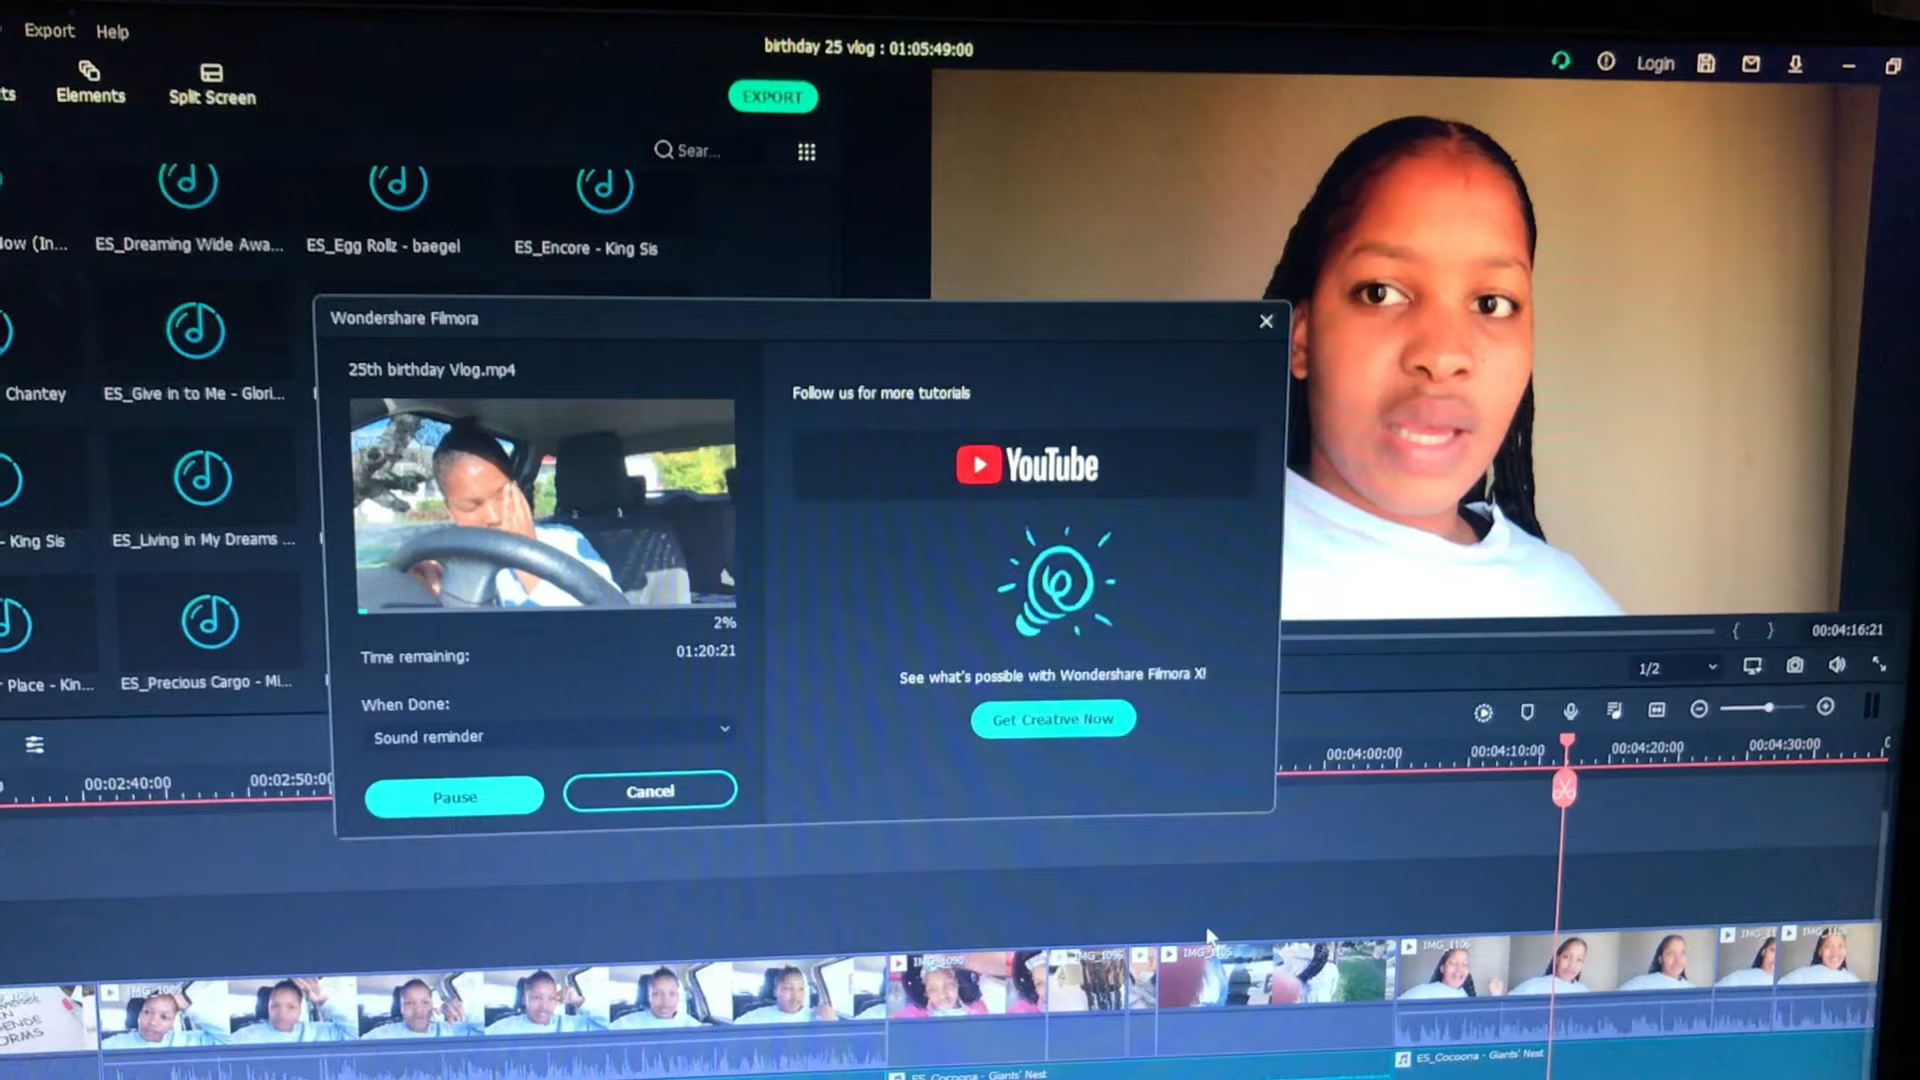 Export Help
birthday 25 vlog : 01:05:49:00
Login
Elements
Split Screen
EXPORT
Sear...
ES_Dreaming Wide Awa...
ES_Egg Rollz - baegel
ES_Encore - King Sis
Chantey
ES_Give in to Me - Glori...
- King Sis
ES_Living in My Dreams ...
Place - Kin...
ES_Precious Cargo - Mi...
Wondershare Filmora
25th birthday Vlog.mp4
2%
Time remaining:
01:20:21
When Done:
Sound reminder
Pause
Cancel
Follow us for more tutorials
YouTube
See what's possible with Wondershare Filmora X!
Get Creative Now
{ }
00:04:16:21
1/2
00:02:40:00
00:02:50:00
00:04:00:00
00:04:10:00
00:04:20:00
00:04:30:00
IMG_1106
ES_Cocoona - Giants' Nest
ES_Cocoona - Giants' Nest